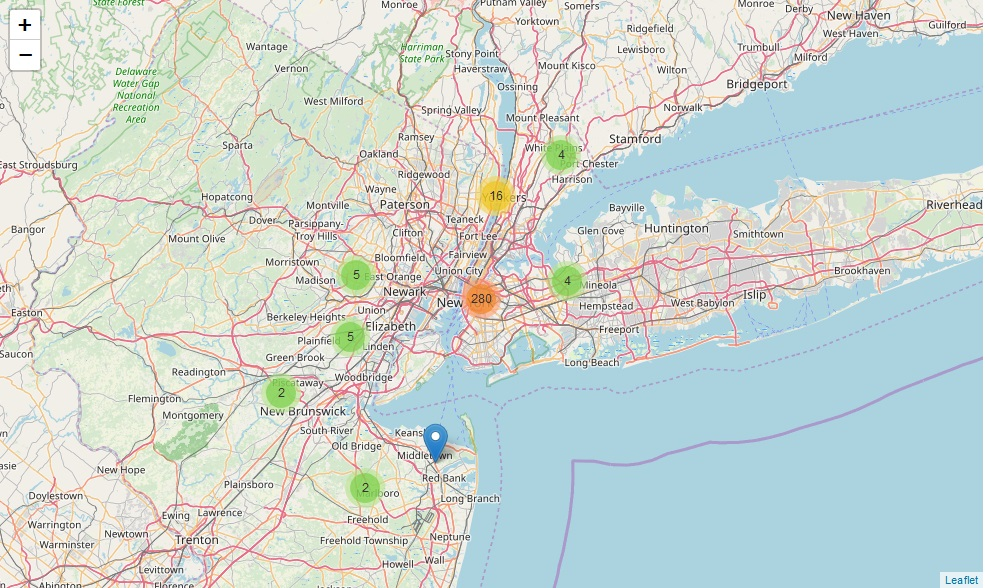 State Forest
Monroe
Putnam Valley
Somers
Monroe
Derby
New Haven
Guilford
+
−
Wantage
Vernon
Harriman
State Park
Stony Point
Haverstraw
Yorktown
Ridgefield
Lewisboro
Trumbull
West Haven
Milford
Delaware
Water Gap
National
Recreation
Area
Mount Kisco
Wilton
Bridgeport
Ossining
West Milford
Spring Valley
Mount Pleasant
Norwalk
Ramsey
Stamford
Sparta
East Stroudsburg
Oakland
4
Port Chester
Harrison
Ridgewood
Hopatcong
Wayne
16
Paterson
Montville
Bayville
Riverhead
Dover
Parsippany-
Troy Hills
Teaneck
Clifton
Fort Lee
Glen Cove
Huntington
Smithtown
Bangor
Mount Olive
Fairview
Bloomfield
Morristown
Union City
Brookhaven
5
East Orange
Madison
4
Mineola
Newark
New
280
Hempstead
West Babylon
Islip
Easton
Berkeley Heights
Union
Elizabeth
Freeport
5
Plainfield
Linden
Saucon
Green Brook
Long Beach
Readington
Woodbridge
Piscataway
2
Flemington
Montgomery
New Brunswick
South River
Old Bridge
Middletown
New Hope
Red Bank
Plainsboro
2
Marlboro
Long Branch
Doylestown
Ewing
Lawrence
Freehold
Warrington
Newtown
Trenton
Freehold Township
Neptune
Warminster
Howell
Wall
Levittown
Abington
Florence
Leaflet